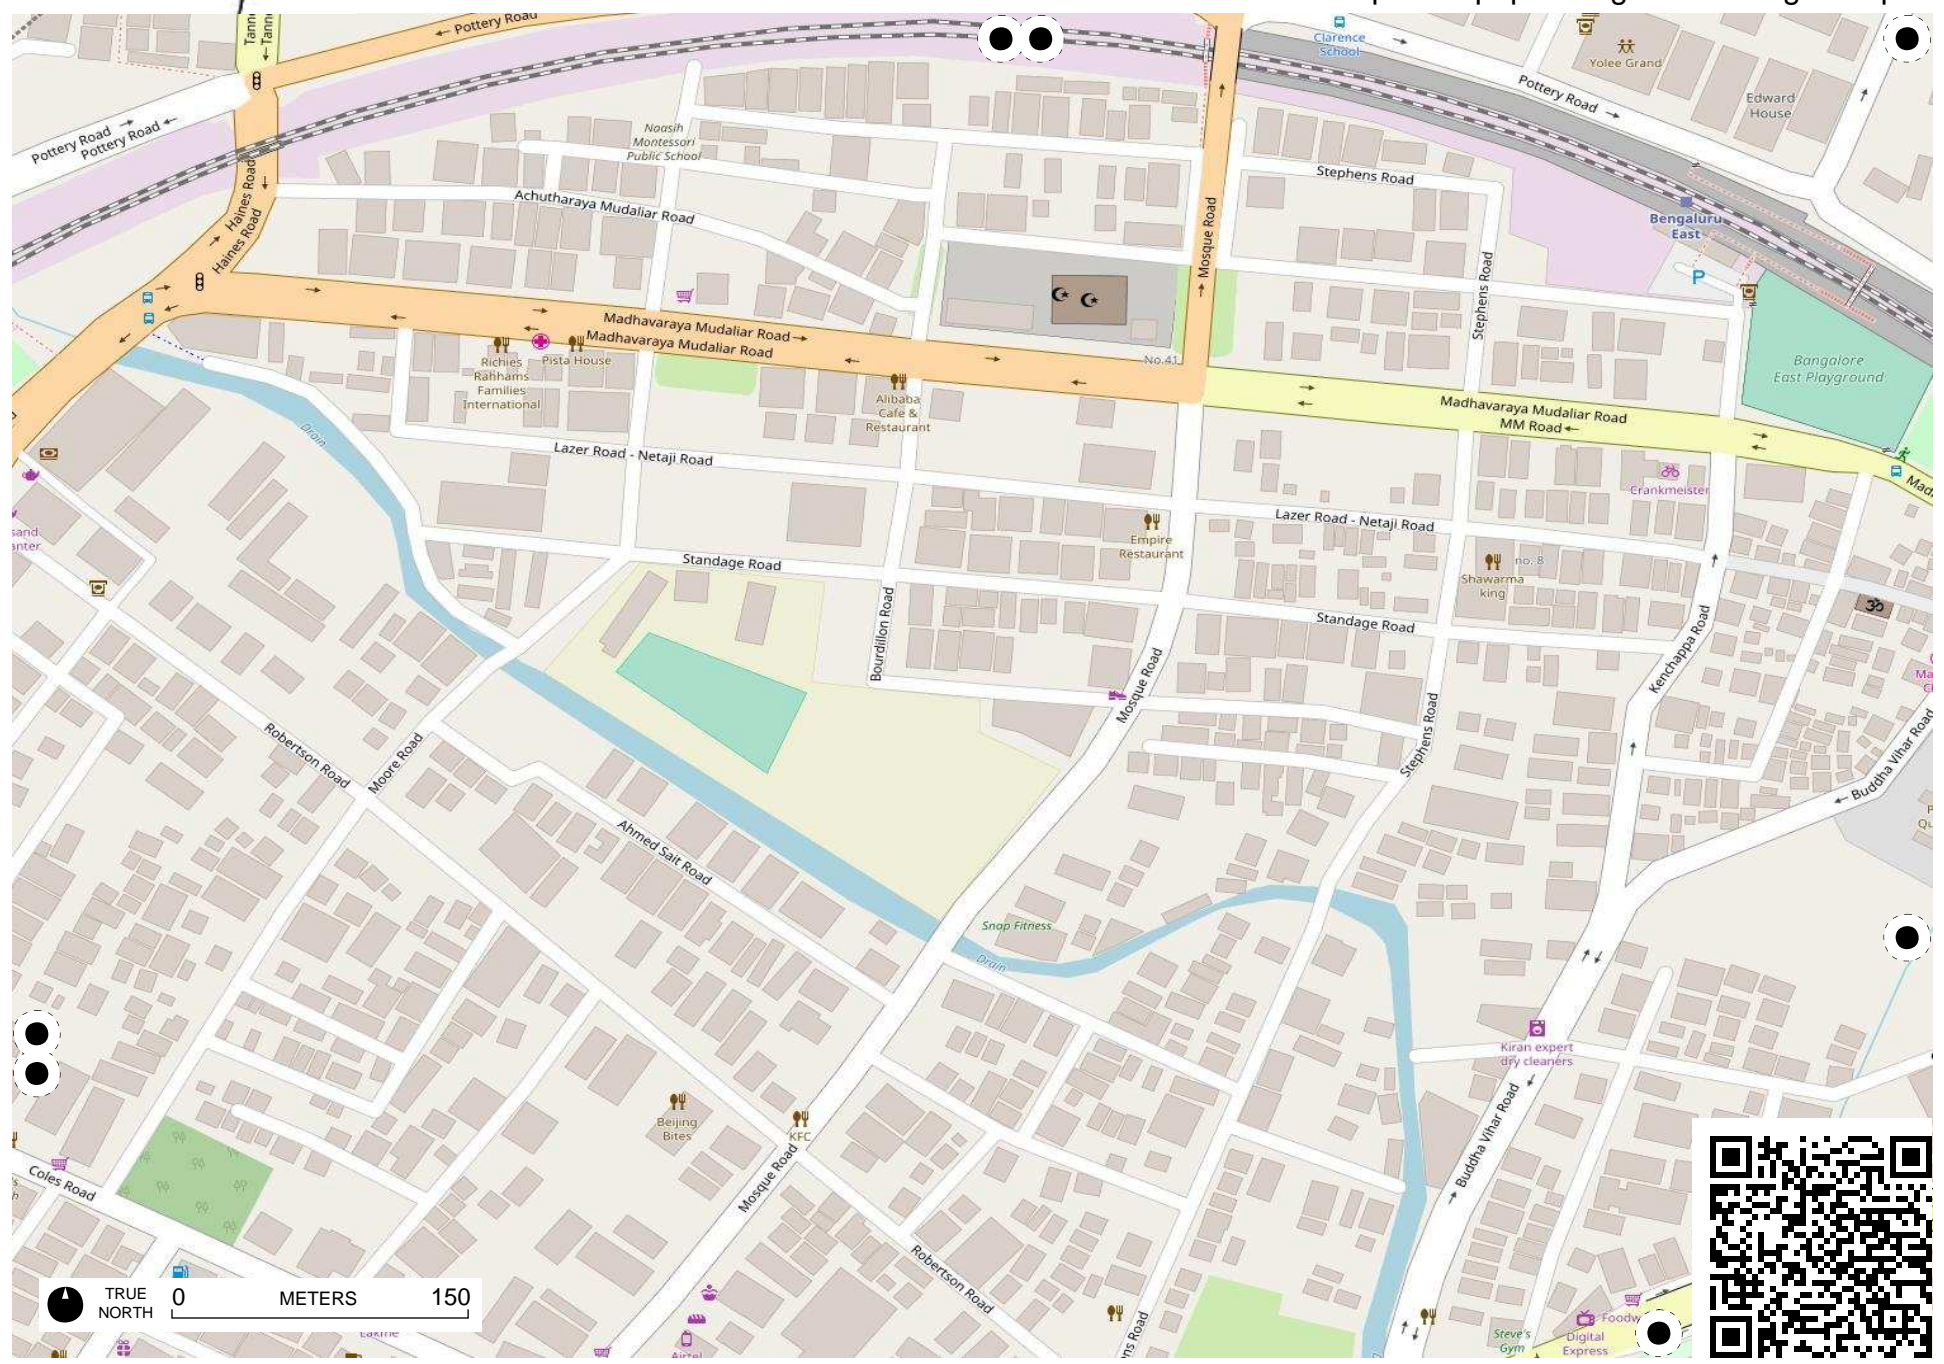 Pottery Road
Clarence
School
Yolee Grand
Pottery Road
Edward
House
Pottery Road
Pottery Road
Naasih
Montessori
Public School
Haines Road
Haines Road
Achutharaya Mudaliar Road
Stephens Road
Mosque Road
Bengaluru
East
P
Stephens Road
Madhavaraya Mudaliar Road
Madhavaraya Mudaliar Road
No.41
Richies
Rahhams
Families
International
Pista House
Alibaba
Cafe &
Restaurant
Bangalore
East Playground
Madhavaraya Mudaliar Road
MM Road
Drain
Lazer Road - Netaji Road
Crankmeister
Lazer Road - Netaji Road
Empire
Restaurant
no. 8
Shawarma
king
Standage Road
ॐ
Standage Road
Bourdillon Road
Kenchappa Road
Mosque Road
Stephens Road
Robertson Road
Moore Road
Buddha Vihar Road
Ahmed Sait Road
Snap Fitness
Drain
Kiran expert
dry cleaners
Beijing
Bites
KFC
Buddha Vihar Road
Coles Road
Mosque Road
Robertson Road
TRUE
NORTH
0 METERS 150
Steve's
Gym
Digital
Express